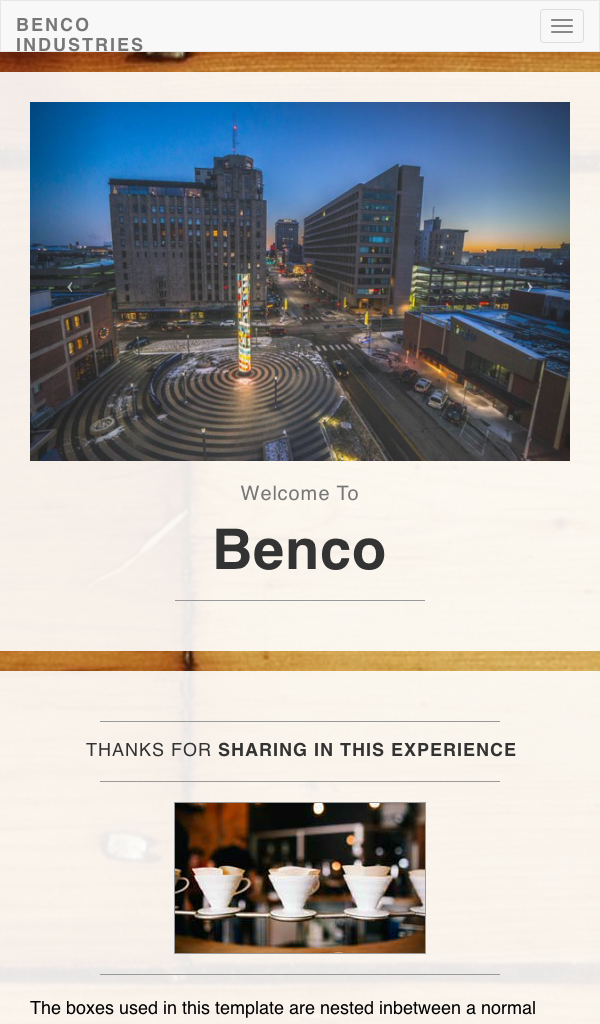 BENCO
INDUSTRIES
Welcome To
Benco
THANKS FOR SHARING IN THIS EXPERIENCE
The boxes used in this template are nested inbetween a normal